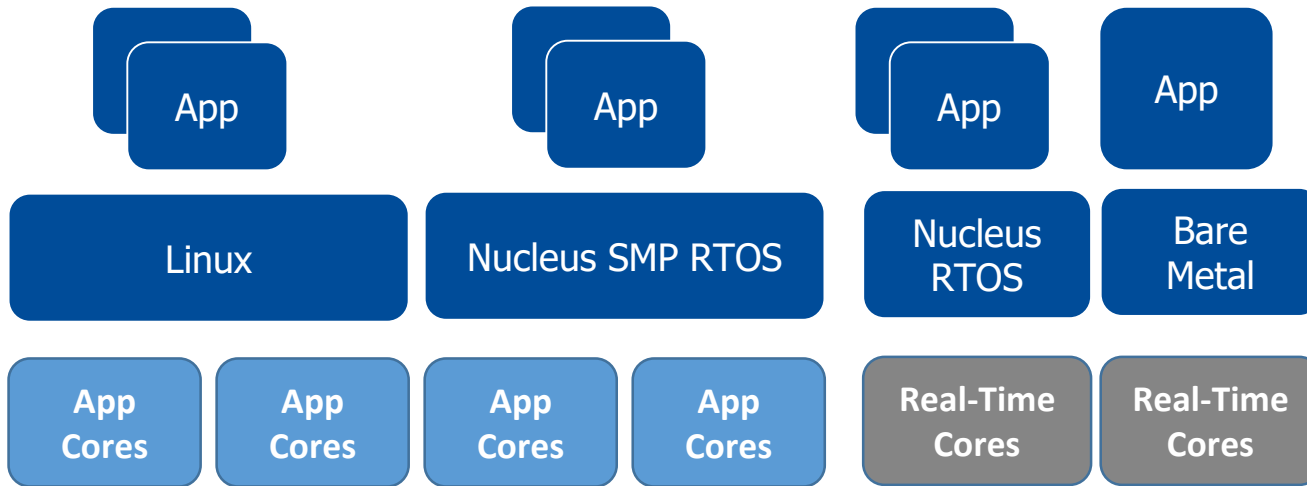 App
App
App
App
Linux
Nucleus SMP RTOS
Nucleus
RTOS
Bare
Metal
App
Cores
App
Cores
App
Cores
App
Cores
Real-Time
Cores
Real-Time
Cores